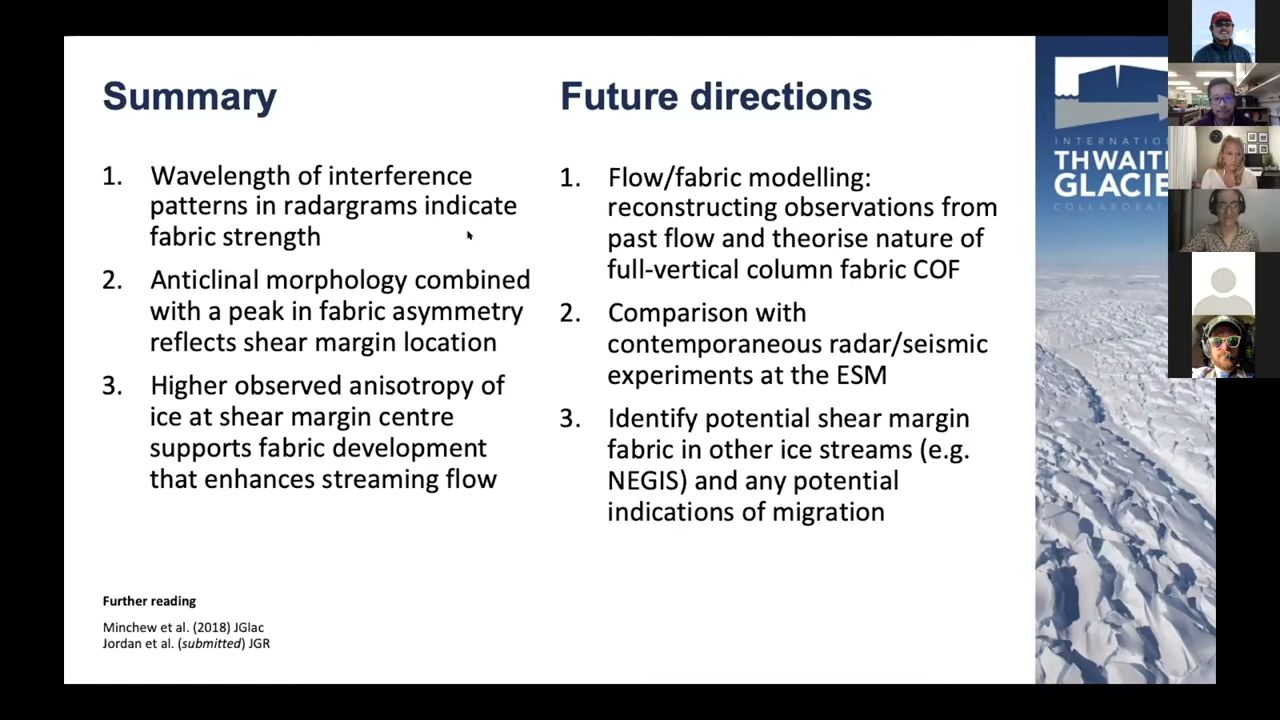 Summary
1. Wavelength of interference
patterns in radargrams indicate
fabric strength
2. Anticlinal morphology combined
with a peak in fabric asymmetry
reflects shear margin location
3. Higher observed anisotropy of
ice at shear margin centre
supports fabric development
that enhances streaming flow
Further reading
Minchew et al. (2018) JGlac
Jordan et al. (submitted) JGR
Future directions
1. Flow/fabric modelling:
reconstructing observations from
past flow and theorise nature of
full-vertical column fabric COF
2. Comparison with
contemporaneous radar/seismic
experiments at the ESM
3. Identify potential shear margin
fabric in other ice streams (e.g.
NEGIS) and any potential
indications of migration
INTERNATIO
THWAIT
GLACIE
COLLABORAT